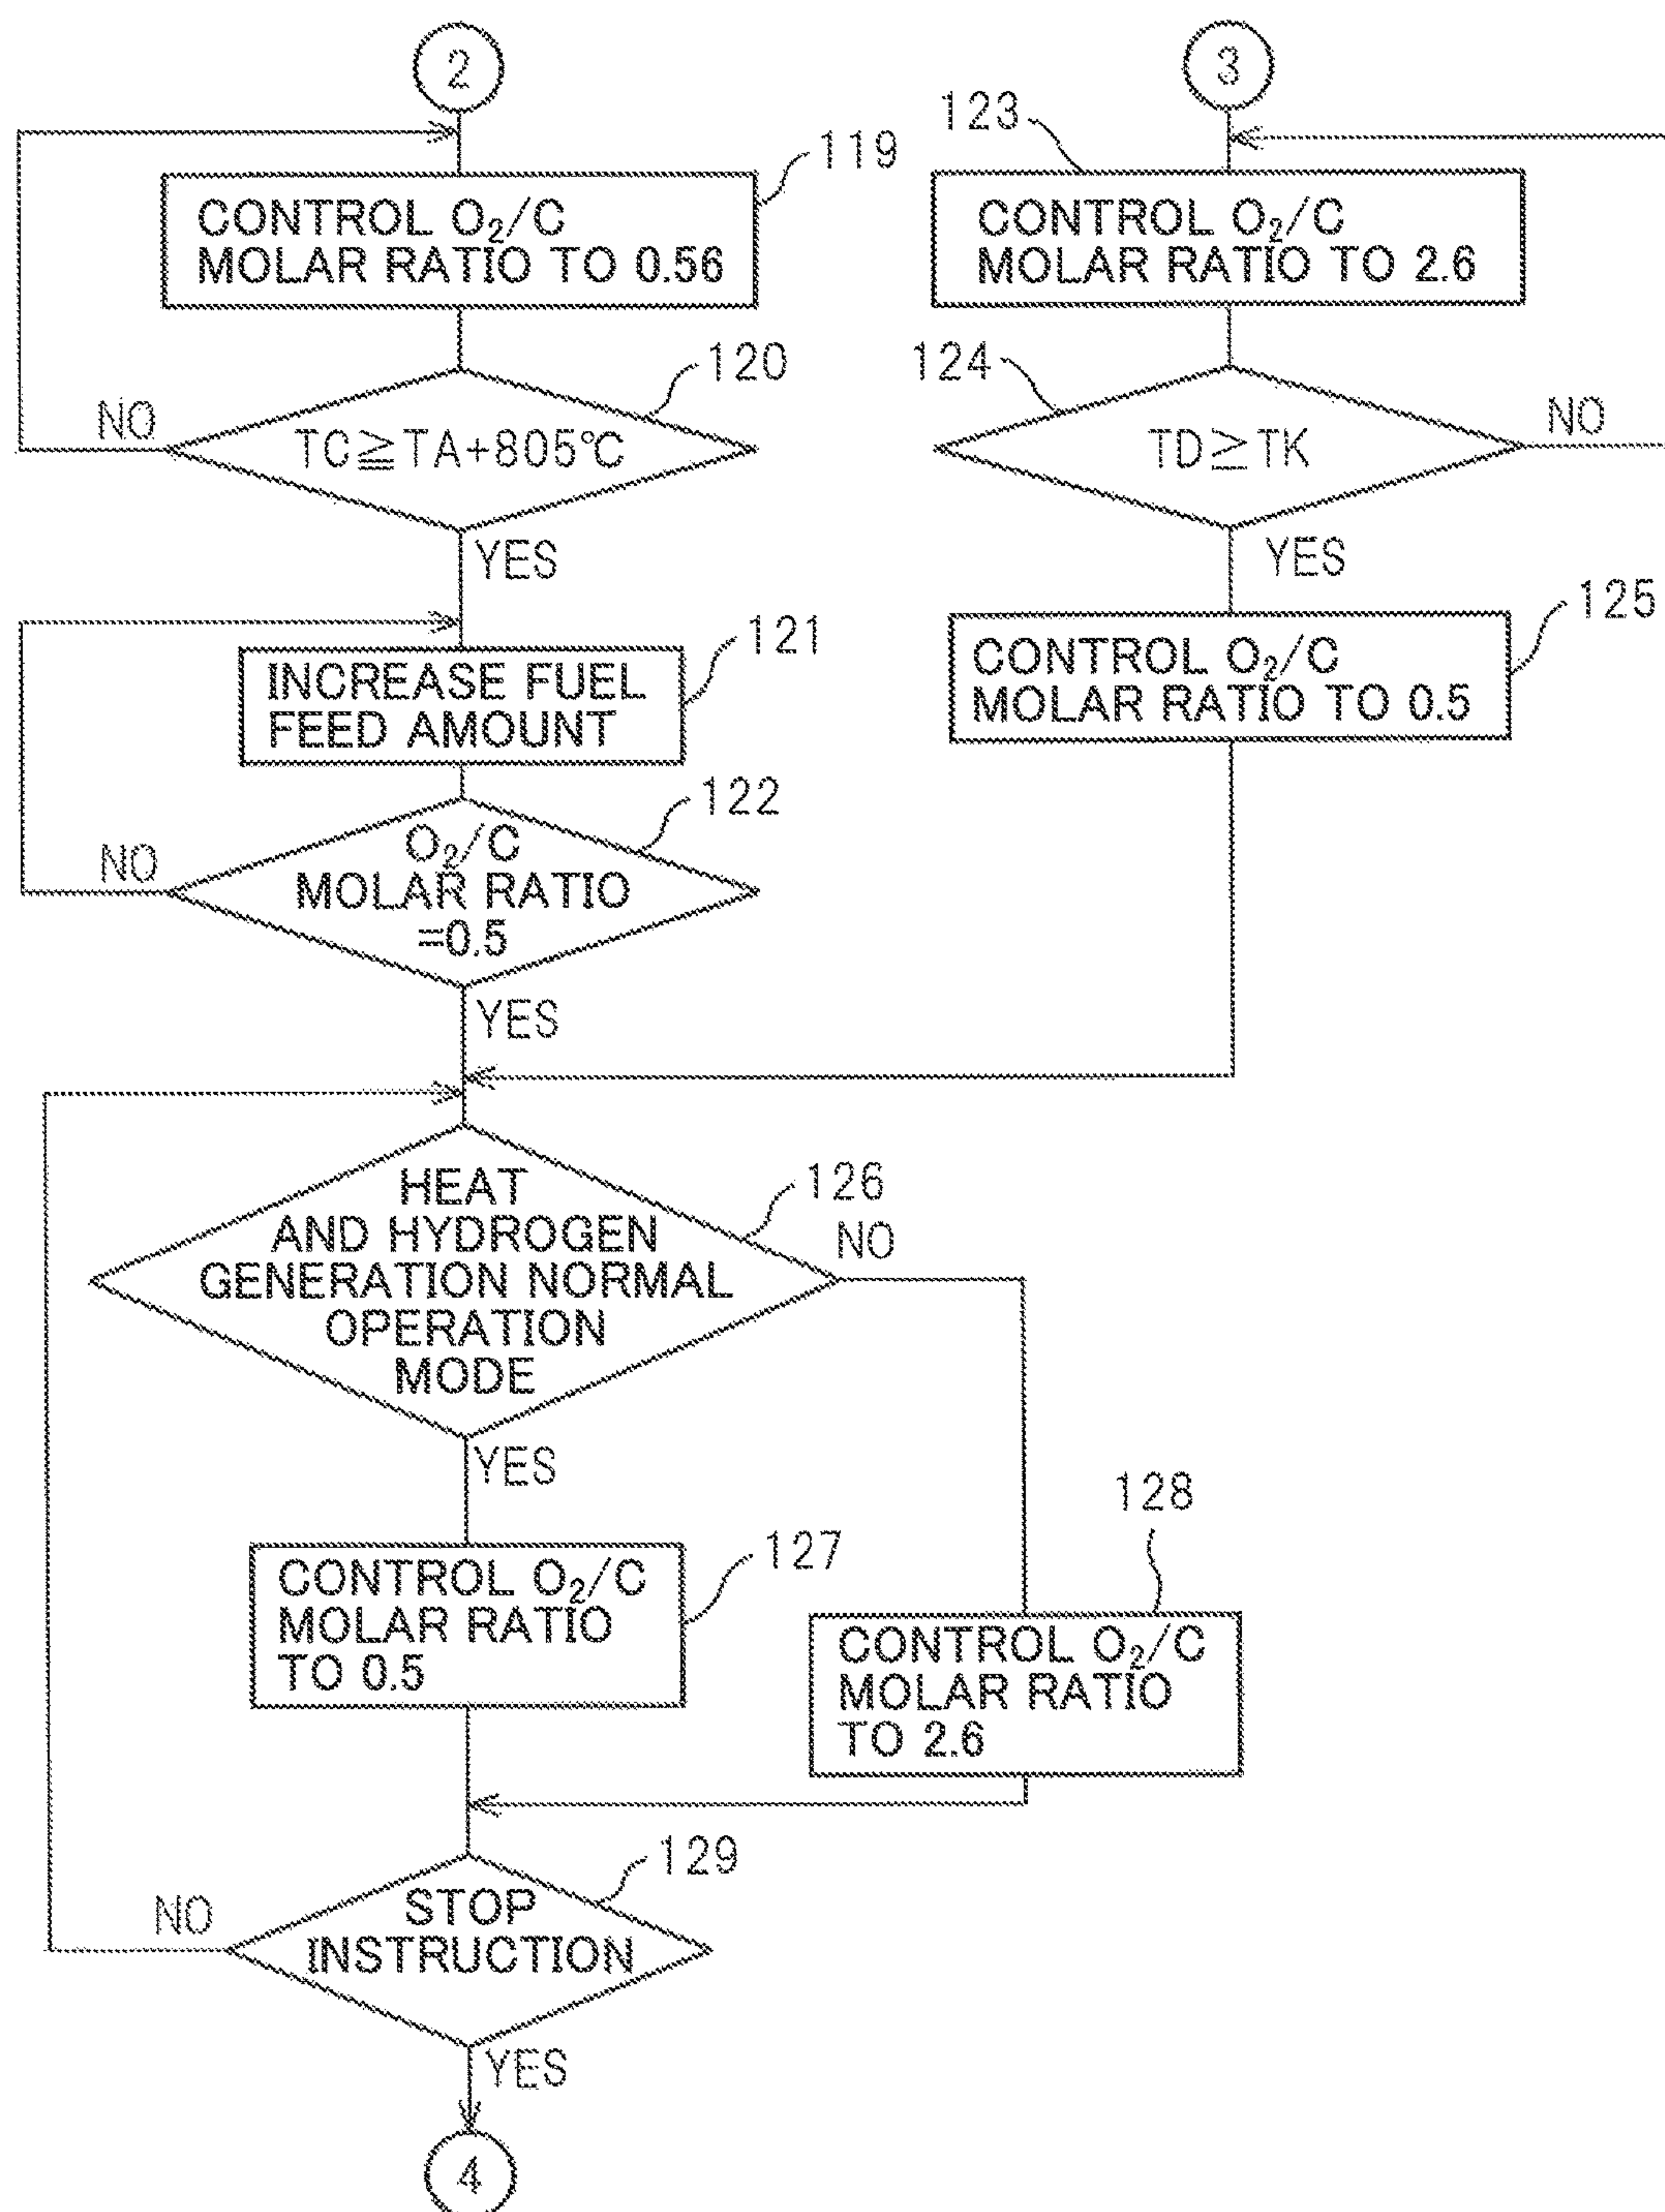 2
119
CONTROL O₂/C
MOLAR RATIO TO 0.56
120
TC≧TA+805℃
NO
YES
121
INCREASE FUEL
FEED AMOUNT
122
O₂/C
MOLAR RATIO
=0.5
NO
YES
3
123
CONTROL O₂/C
MOLAR RATIO TO 2.6
124
TD≥TK
NO
YES
125
CONTROL O₂/C
MOLAR RATIO TO 0.5
126
HEAT
AND HYDROGEN
GENERATION NORMAL
OPERATION
MODE
NO
YES
127
CONTROL O₂/C
MOLAR RATIO
TO 0.5
128
CONTROL O₂/C
MOLAR RATIO
TO 2.6
129
STOP
INSTRUCTION
NO
YES
4